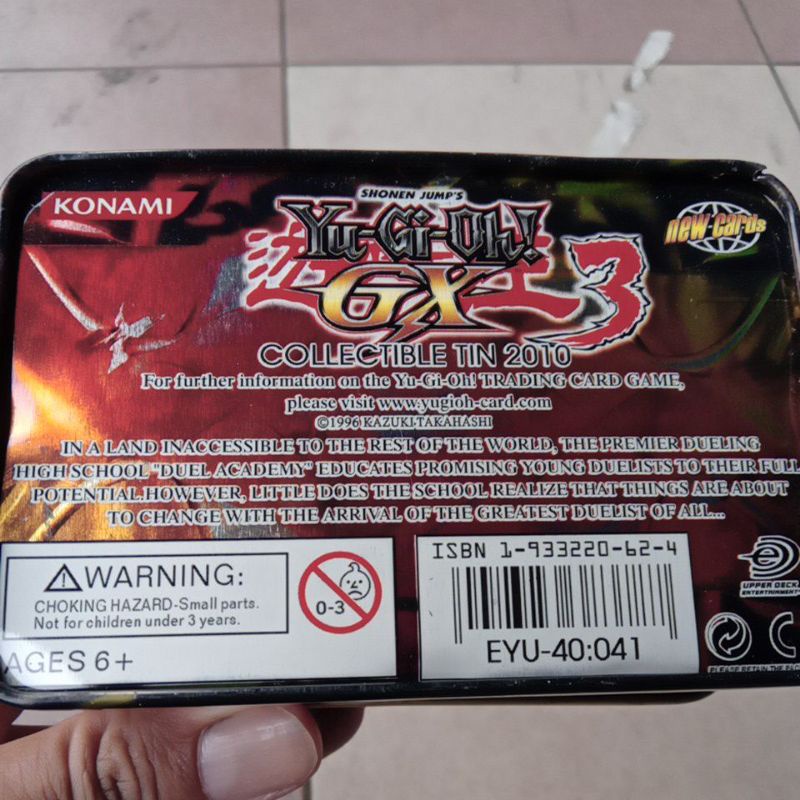 KONAMI
SHONEN JUMP'S
Yu-Gi-Oh!
GX 3
new-cards
COLLECTIBLE TIN 2010
For further information on the Yu-Gi-Oh! TRADING CARD GAME,
please visit www.yugioh-card.com
©1996 KAZUKI TAKAHASHI
IN A LAND INACCESSIBLE TO THE REST OF THE WORLD, THE PREMIER DUELING
HIGH SCHOOL "DUEL ACADEMY" EDUCATES PROMISING YOUNG DUELISTS TO THEIR FULL
POTENTIAL.HOWEVER, LITTLE DOES THE SCHOOL REALIZE THAT THINGS ARE ABOUT
TO CHANGE WITH THE ARRIVAL OF THE GREATEST DUELIST OF ALL...
⚠WARNING:
CHOKING HAZARD-Small parts.
Not for children under 3 years.
0-3
AGES 6+
ISBN 1-933220-62-4
EYU-40:041
UPPER DECK
ENTERTAINMENT
PLEASE RETAIN THE